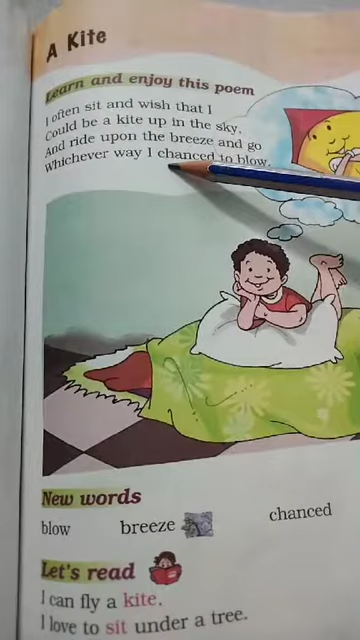 A Kite
Learn and enjoy this poem
I often sit and wish that I
Could be a kite up in the sky,
And ride upon the breeze and go
Whichever way I chanced to blow.
New words
blow breeze chanced
Let's read
I can fly a kite.
I love to sit under a tree.